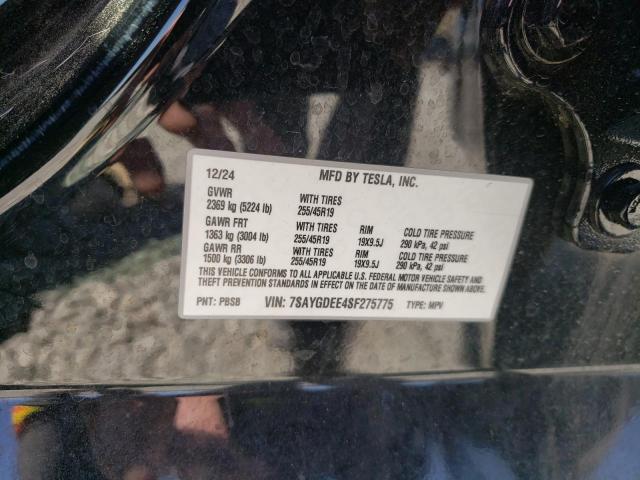 12/24 MFD BY TESLA, INC.
GVWR WITH TIRES
2369 kg (5224 lb) 255/45R19
GAWR FRT WITH TIRES RIM COLD TIRE PRESSURE
1363 kg (3004 lb) 255/45R19 19X9.5J 290 kPa, 42 psi
GAWR RR WITH TIRES RIM COLD TIRE PRESSURE
1500 kg (3306 lb) 255/45R19 19X9.5J 290 kPa, 42 psi
THIS VEHICLE CONFORMS TO ALL APPLICABLE U.S. FEDERAL MOTOR VEHICLE SAFETY AND
THEFT PREVENTION STANDARDS IN EFFECT ON THE DATE OF MANUFACTURE SHOWN ABOVE.
PNT: PBSB VIN: 7SAYGDEE4SF275775 TYPE: MPV